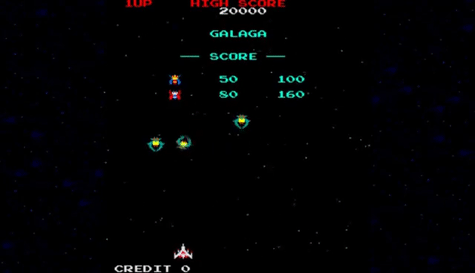 1UP HIGH SCORE
20000
GALAGA
— SCORE —
50 100
80 160
CREDIT 0